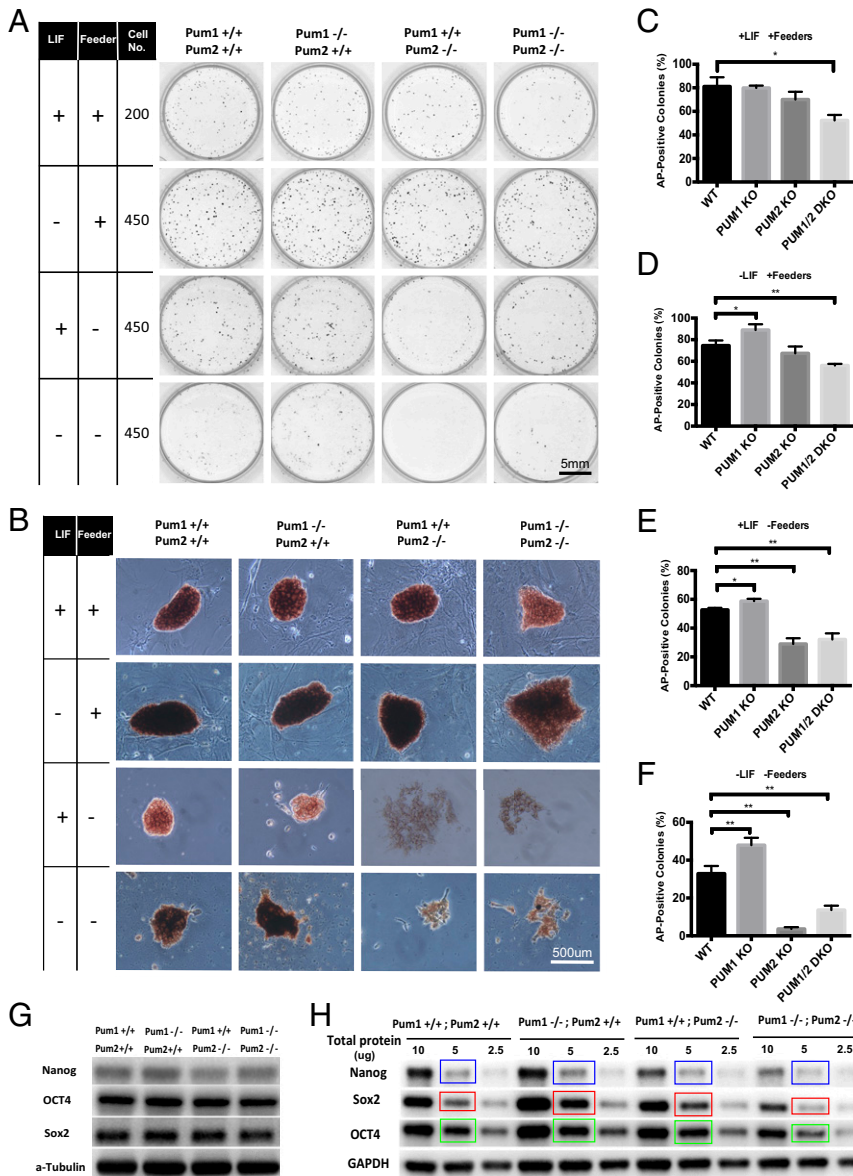 A
LIF Feeder Cell No.
Pum1 +/+ Pum1 -/- Pum1 +/+ Pum1 -/-
Pum2 +/+ Pum2 +/+ Pum2 -/- Pum2 -/-
+ + 200
- + 450
+ - 450
- - 450
5mm
B
LIF Feeder
Pum1 +/+ Pum1 -/- Pum1 +/+ Pum1 -/-
Pum2 +/+ Pum2 +/+ Pum2 -/- Pum2 -/-
+ +
- +
+ -
- -
500um
C
+LIF +Feeders
*
AP-Positive Colonies (%)
100
80
60
40
20
0
WT PUM1 KO PUM2 KO PUM1/2 DKO
D
-LIF +Feeders
**
*
AP-Positive Colonies (%)
100
80
60
40
20
0
WT PUM1 KO PUM2 KO PUM1/2 DKO
E
+LIF -Feeders
**
**
*
AP-Positive Colonies (%)
80
60
40
20
0
WT PUM1 KO PUM2 KO PUM1/2 DKO
F
-LIF -Feeders
**
**
**
AP-Positive Colonies (%)
60
40
20
0
WT PUM1 KO PUM2 KO PUM1/2 DKO
G
Pum1 +/+ Pum1 -/- Pum1 +/+ Pum1 -/-
Pum2+/+ Pum2+/+ Pum2 -/- Pum2 -/-
Nanog
OCT4
Sox2
a-Tubulin
H
Pum1 +/+ ; Pum2 +/+ Pum1 -/- ; Pum2 +/+ Pum1 +/+ ; Pum2 -/- Pum1 -/- ; Pum2 -/-
Total protein
(ug)
10 5 2.5 10 5 2.5 10 5 2.5 10 5 2.5
Nanog
Sox2
OCT4
GAPDH